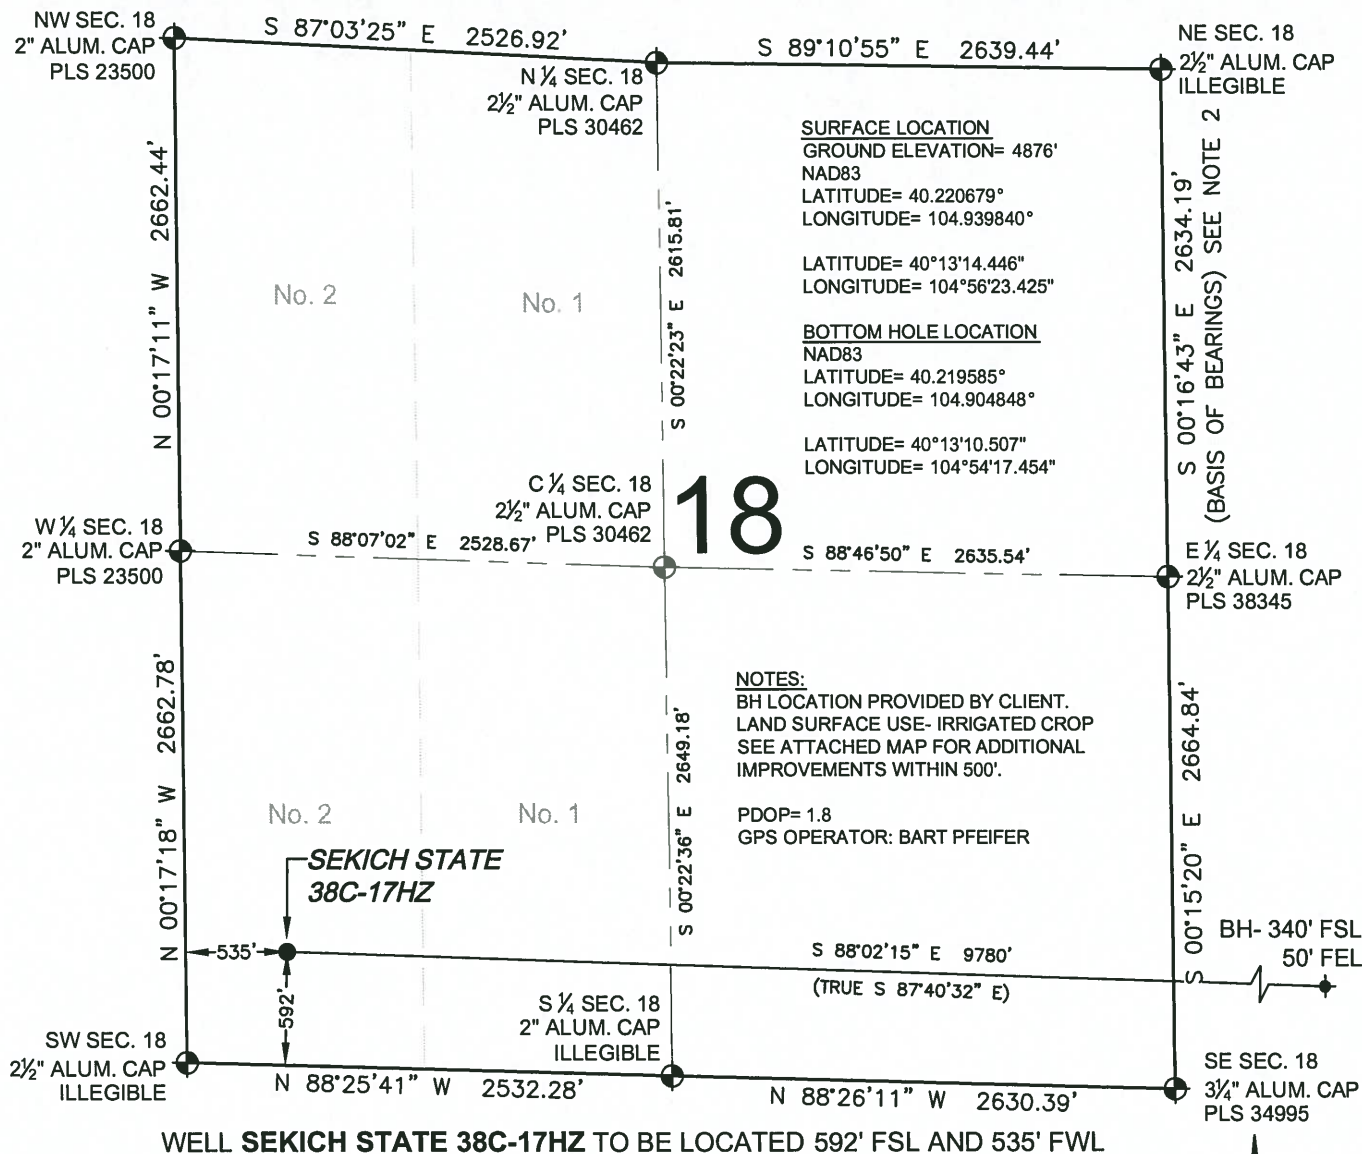 NW SEC. 18
2" ALUM. CAP
PLS 23500
S 87°03'25" E 2526.92'
N ¼ SEC. 18
2½" ALUM. CAP
PLS 30462
S 89°10'55" E 2639.44'
NE SEC. 18
2½" ALUM. CAP
ILLEGIBLE
N 00°17'11" W 2662.44'
No. 2
No. 1
S 00°22'23" E 2615.81'
SURFACE LOCATION
GROUND ELEVATION= 4876'
NAD83
LATITUDE= 40.220679°
LONGITUDE= 104.939840°
LATITUDE= 40°13'14.446"
LONGITUDE= 104°56'23.425"
BOTTOM HOLE LOCATION
NAD83
LATITUDE= 40.219585°
LONGITUDE= 104.904848°
LATITUDE= 40°13'10.507"
LONGITUDE= 104°54'17.454"
S 00°16'43" E 2634.19'
(BASIS OF BEARINGS) SEE NOTE 2
W ¼ SEC. 18
2" ALUM. CAP
PLS 23500
S 88°07'02" E 2528.67'
C ¼ SEC. 18
2½" ALUM. CAP
PLS 30462
18
S 88°46'50" E 2635.54'
E ¼ SEC. 18
2½" ALUM. CAP
PLS 38345
N 00°17'18" W 2662.78'
No. 2
No. 1
S 00°22'36" E 2649.18'
NOTES:
BH LOCATION PROVIDED BY CLIENT.
LAND SURFACE USE- IRRIGATED CROP
SEE ATTACHED MAP FOR ADDITIONAL
IMPROVEMENTS WITHIN 500'.
PDOP= 1.8
GPS OPERATOR: BART PFEIFER
S 00°15'20" E 2664.84'
SEKICH STATE
38C-17HZ
535'
592'
S 88°02'15" E 9780'
(TRUE S 87°40'32" E)
BH- 340' FSL
50' FEL
SW SEC. 18
2½" ALUM. CAP
ILLEGIBLE
N 88°25'41" W 2532.28'
S ¼ SEC. 18
2" ALUM. CAP
ILLEGIBLE
N 88°26'11" W 2630.39'
SE SEC. 18
3¼" ALUM. CAP
PLS 34995
WELL SEKICH STATE 38C-17HZ TO BE LOCATED 592' FSL AND 535' FWL